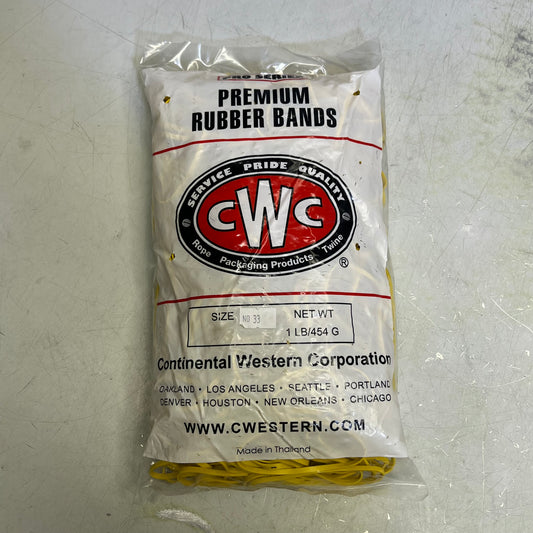 PRO SERIES
PREMIUM
RUBBER BANDS
SERVICE PRIDE QUALITY
CWC
Rope Packaging Products Twine
®
SIZE NO 33 NET WT
1 LB/454 G
Continental Western Corporation
OAKLAND • LOS ANGELES • SEATTLE • PORTLAND
DENVER • HOUSTON • NEW ORLEANS • CHICAGO
WWW.CWESTERN.COM
Made in Thailand